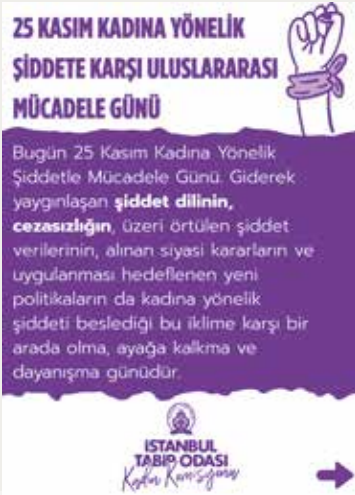 25 KASIM KADINA YÖNELİK
ŞİDDETE KARŞI ULUSLARARASI
MÜCADELE GÜNÜ
Bugün 25 Kasım Kadına Yönelik
Şiddetle Mücadele Günü. Giderek
yaygınlaşan şiddet dilinin,
cezasızlığın, üzeri örtülen şiddet
verilerinin, alınan siyasi kararların ve
uygulanması hedeflenen yeni
politikaların da kadına yönelik
şiddeti beslediği bu iklime karşı bir
arada olma, ayağa kalkma ve
dayanışma günüdür.
İSTANBUL
TABİP ODASI
Kadın Komisyonu